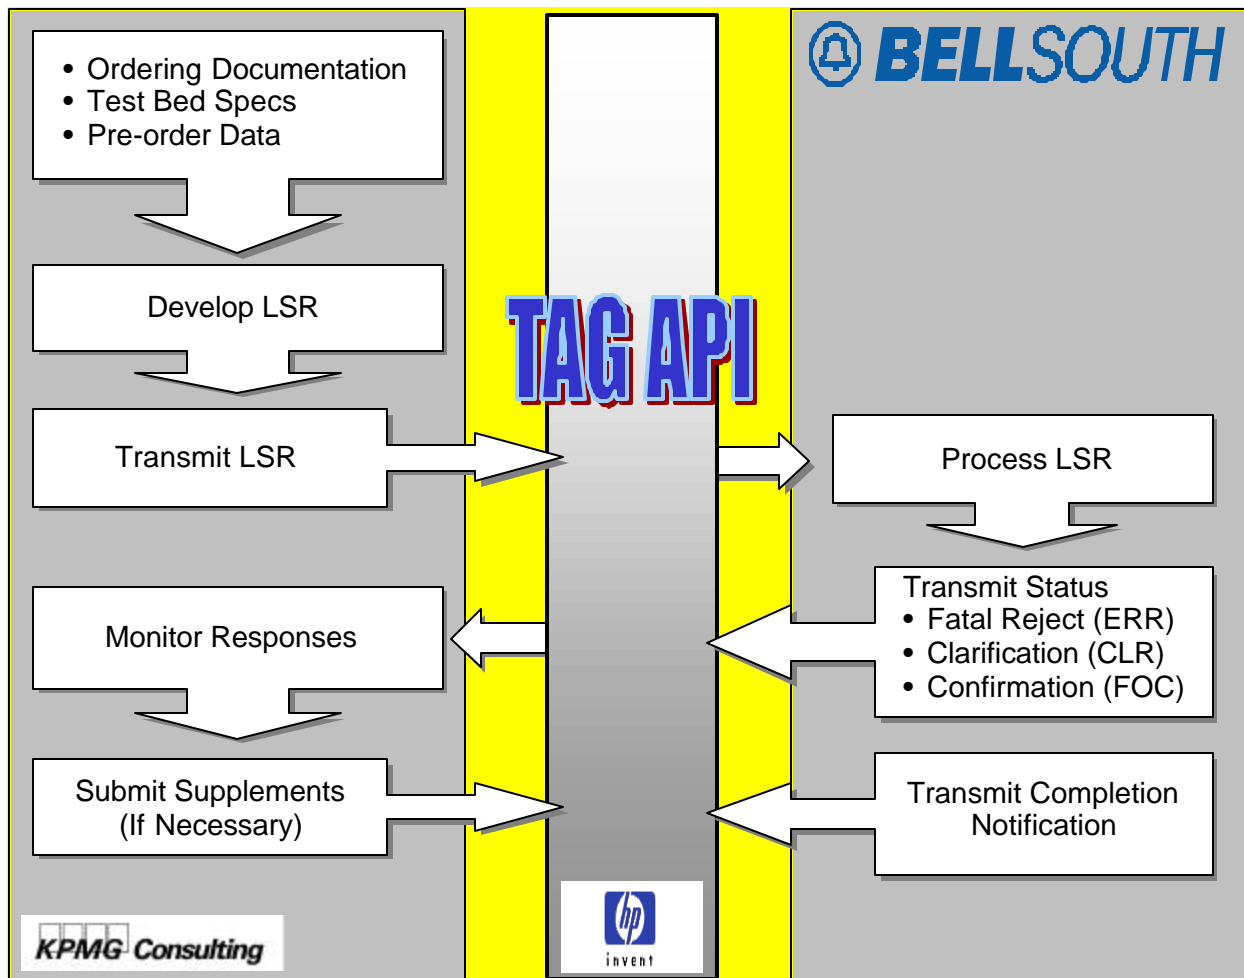 • Ordering Documentation
• Test Bed Specs
• Pre-order Data
Develop LSR
Transmit LSR
Monitor Responses
Submit Supplements
(If Necessary)
KPMG Consulting
TAG API
hp
invent
BELLSOUTH
Process LSR
Transmit Status
• Fatal Reject (ERR)
• Clarification (CLR)
• Confirmation (FOC)
Transmit Completion
Notification